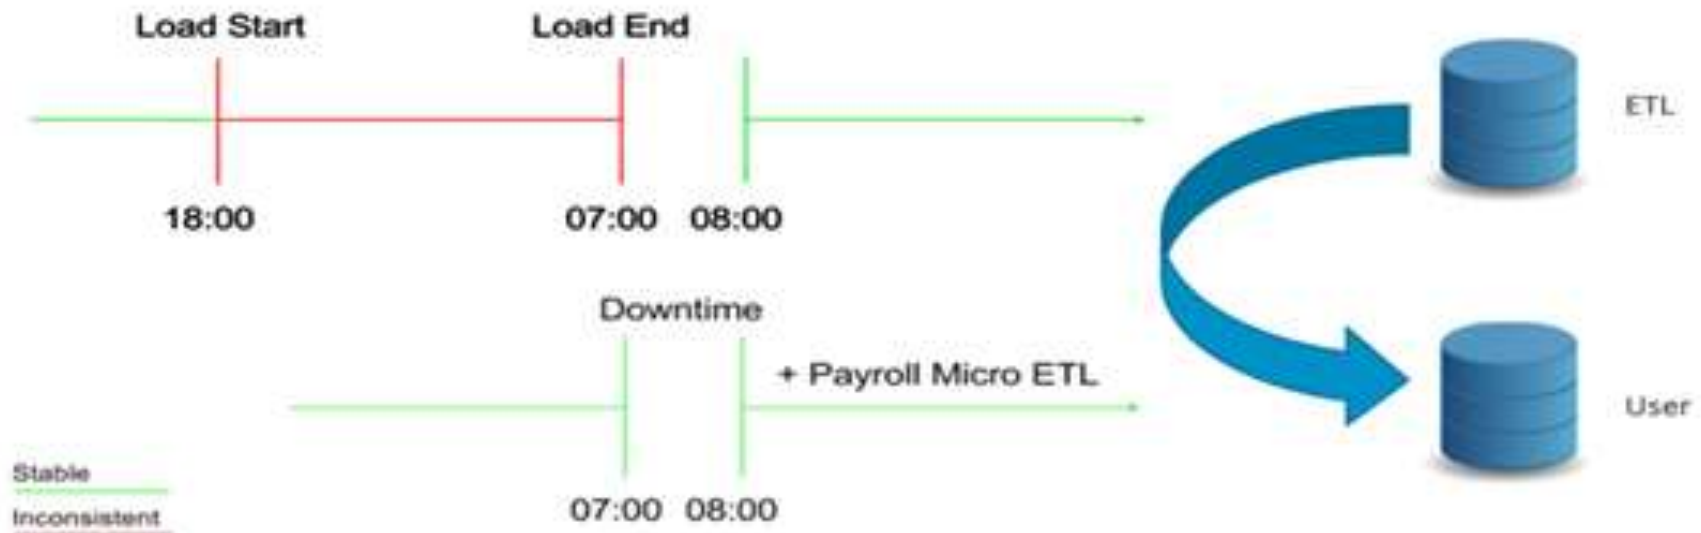 Load Start
Load End
18:00
07:00
08:00
ETL
Downtime
+ Payroll Micro ETL
07:00
08:00
User
Stable
Inconsistent